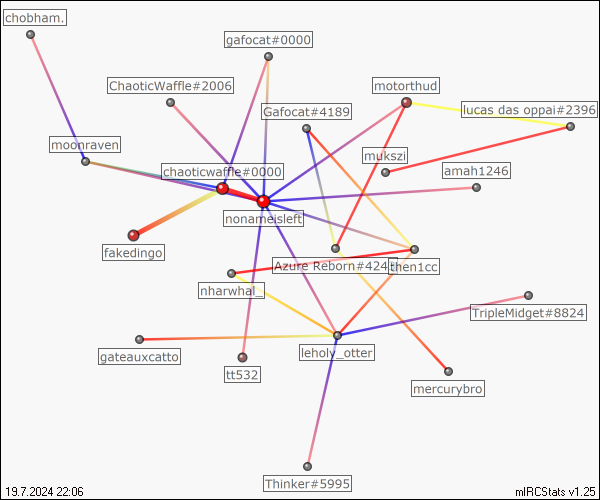 chobham.
gafocat#0000
ChaoticWaffle#2006
motorthud
Gafocat#4189
lucas das oppai#2396
moonraven
mukszi
chaoticwaffle#0000
amah1246
nonameisleft
fakedingo
Azure Reborn#424
then1cc
nharwhal_
TripleMidget#8824
gateauxcatto
leholy_otter
tt532
mercurybro
Thinker#5995
19.7.2024 22:06
mIRCStats v1.25